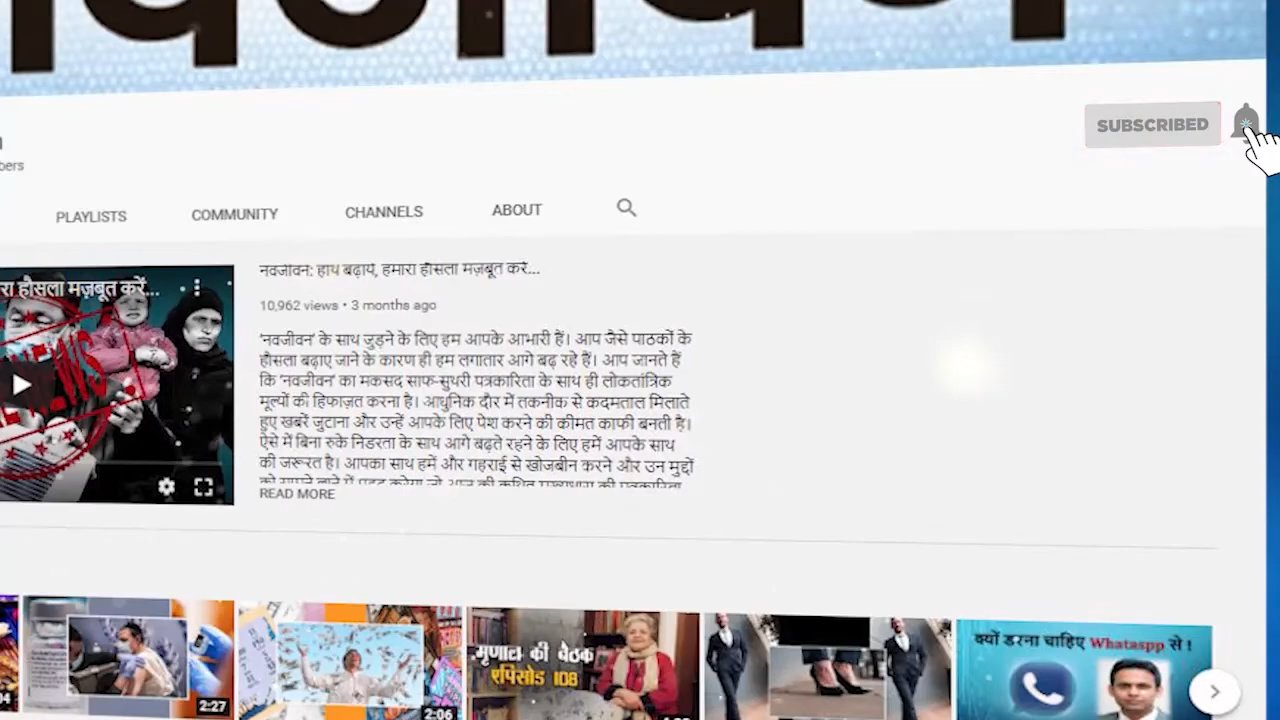 SUBSCRIBED
PLAYLISTS
COMMUNITY
CHANNELS
ABOUT
नवजीवन: हाथ बढ़ायें, हमारा हौसला मज़बूत करें...
हौसला मज़बूत करें...
10,962 views • 3 months ago
'नवजीवन' के साथ जुड़ने के लिए हम आपके आभारी हैं। आप जैसे पाठकों के
हौसला बढ़ाए जाने के कारण ही हम लगातार आगे बढ़ रहे हैं। आप जानते हैं
कि 'नवजीवन' का मकसद साफ-सुथरी पत्रकारिता के साथ ही लोकतांत्रिक
मूल्यों की हिफाज़त करना है। आधुनिक दौर में तकनीक से कदमताल मिलाते
हुए खबरें जुटाना और उन्हें आपके लिए पेश करने की कीमत काफी बनती है।
ऐसे में बिना रुके निडरता के साथ आगे बढ़ते रहने के लिए हमें आपके साथ
की जरूरत है। आपका साथ हमें और गहराई से खोजबीन करने और उन मुद्दों
READ MORE
2:27
2:06
मृणाल की बैठक
एपिसोड 108
क्यों डरना चाहिए Whataspp से !